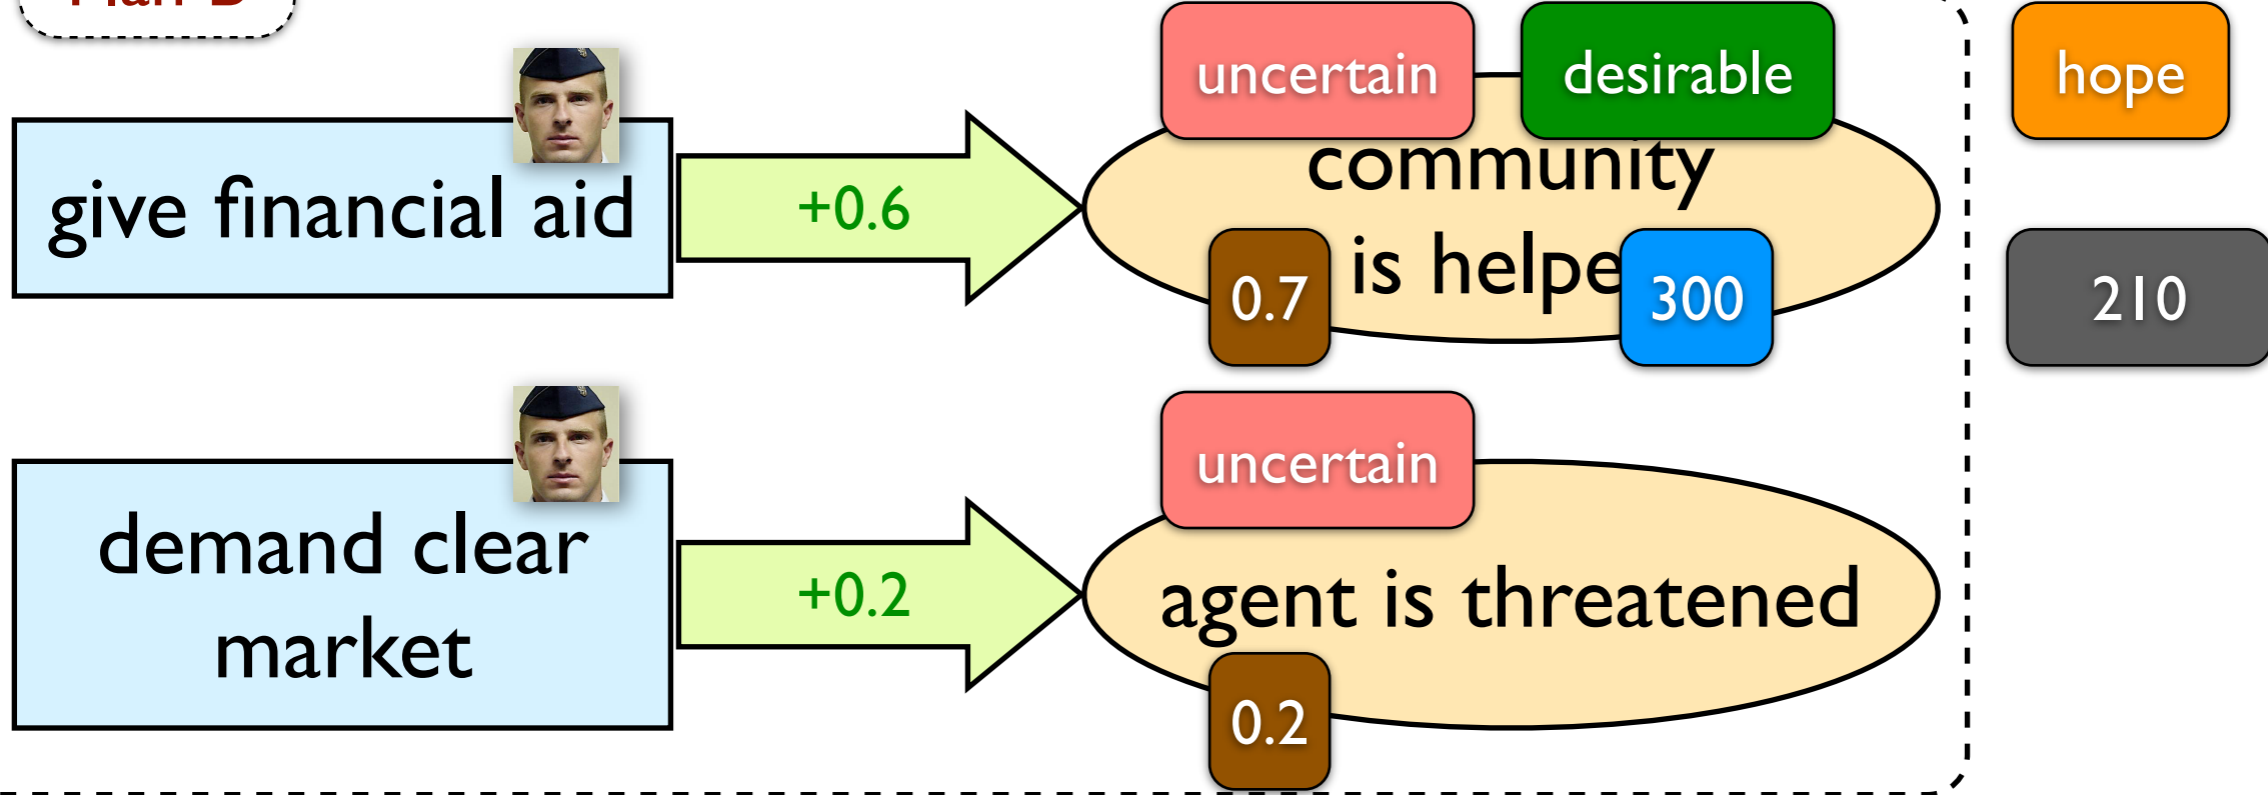 uncertain
desirable
hope
give financial aid
+0.6
community
is helpe
0.7
300
210
uncertain
demand clear
market
+0.2
agent is threatened
0.2